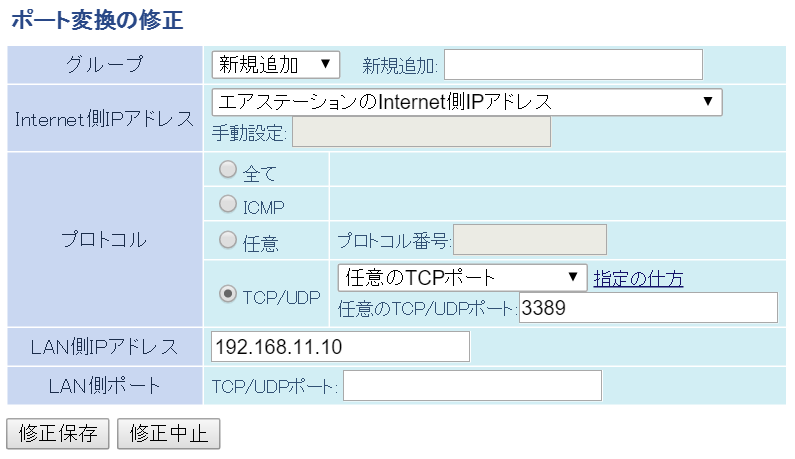 ポート変換の修正
グループ 新規追加 ▼ 新規追加:
Internet側IPアドレス エアステーションのInternet側IPアドレス ▼
手動設定:
プロトコル
全て
ICMP
任意 プロトコル番号:
TCP/UDP 任意のTCPポート ▼ 指定の仕方
任意のTCP/UDPポート: 3389
LAN側IPアドレス 192.168.11.10
LAN側ポート TCP/UDPポート:
修正保存 修正中止